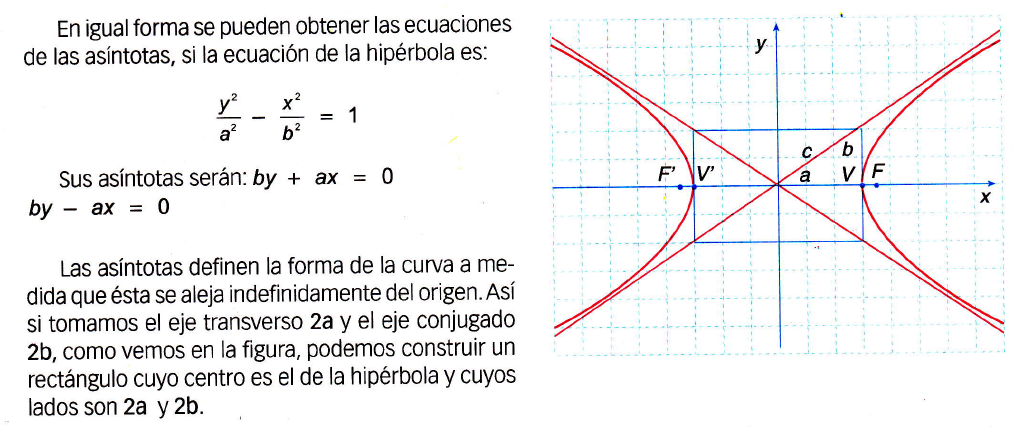 En igual forma se pueden obtener las ecuaciones
de las asíntotas, si la ecuación de la hipérbola es:
y²/a² − x²/b² = 1
Sus asíntotas serán: by + ax = 0
by − ax = 0
Las asíntotas definen la forma de la curva a me-
dida que ésta se aleja indefinidamente del origen. Así
si tomamos el eje transverso 2a y el eje conjugado
2b, como vemos en la figura, podemos construir un
rectángulo cuyo centro es el de la hipérbola y cuyos
lados son 2a y 2b.
y
c b
F' V' a V F
x